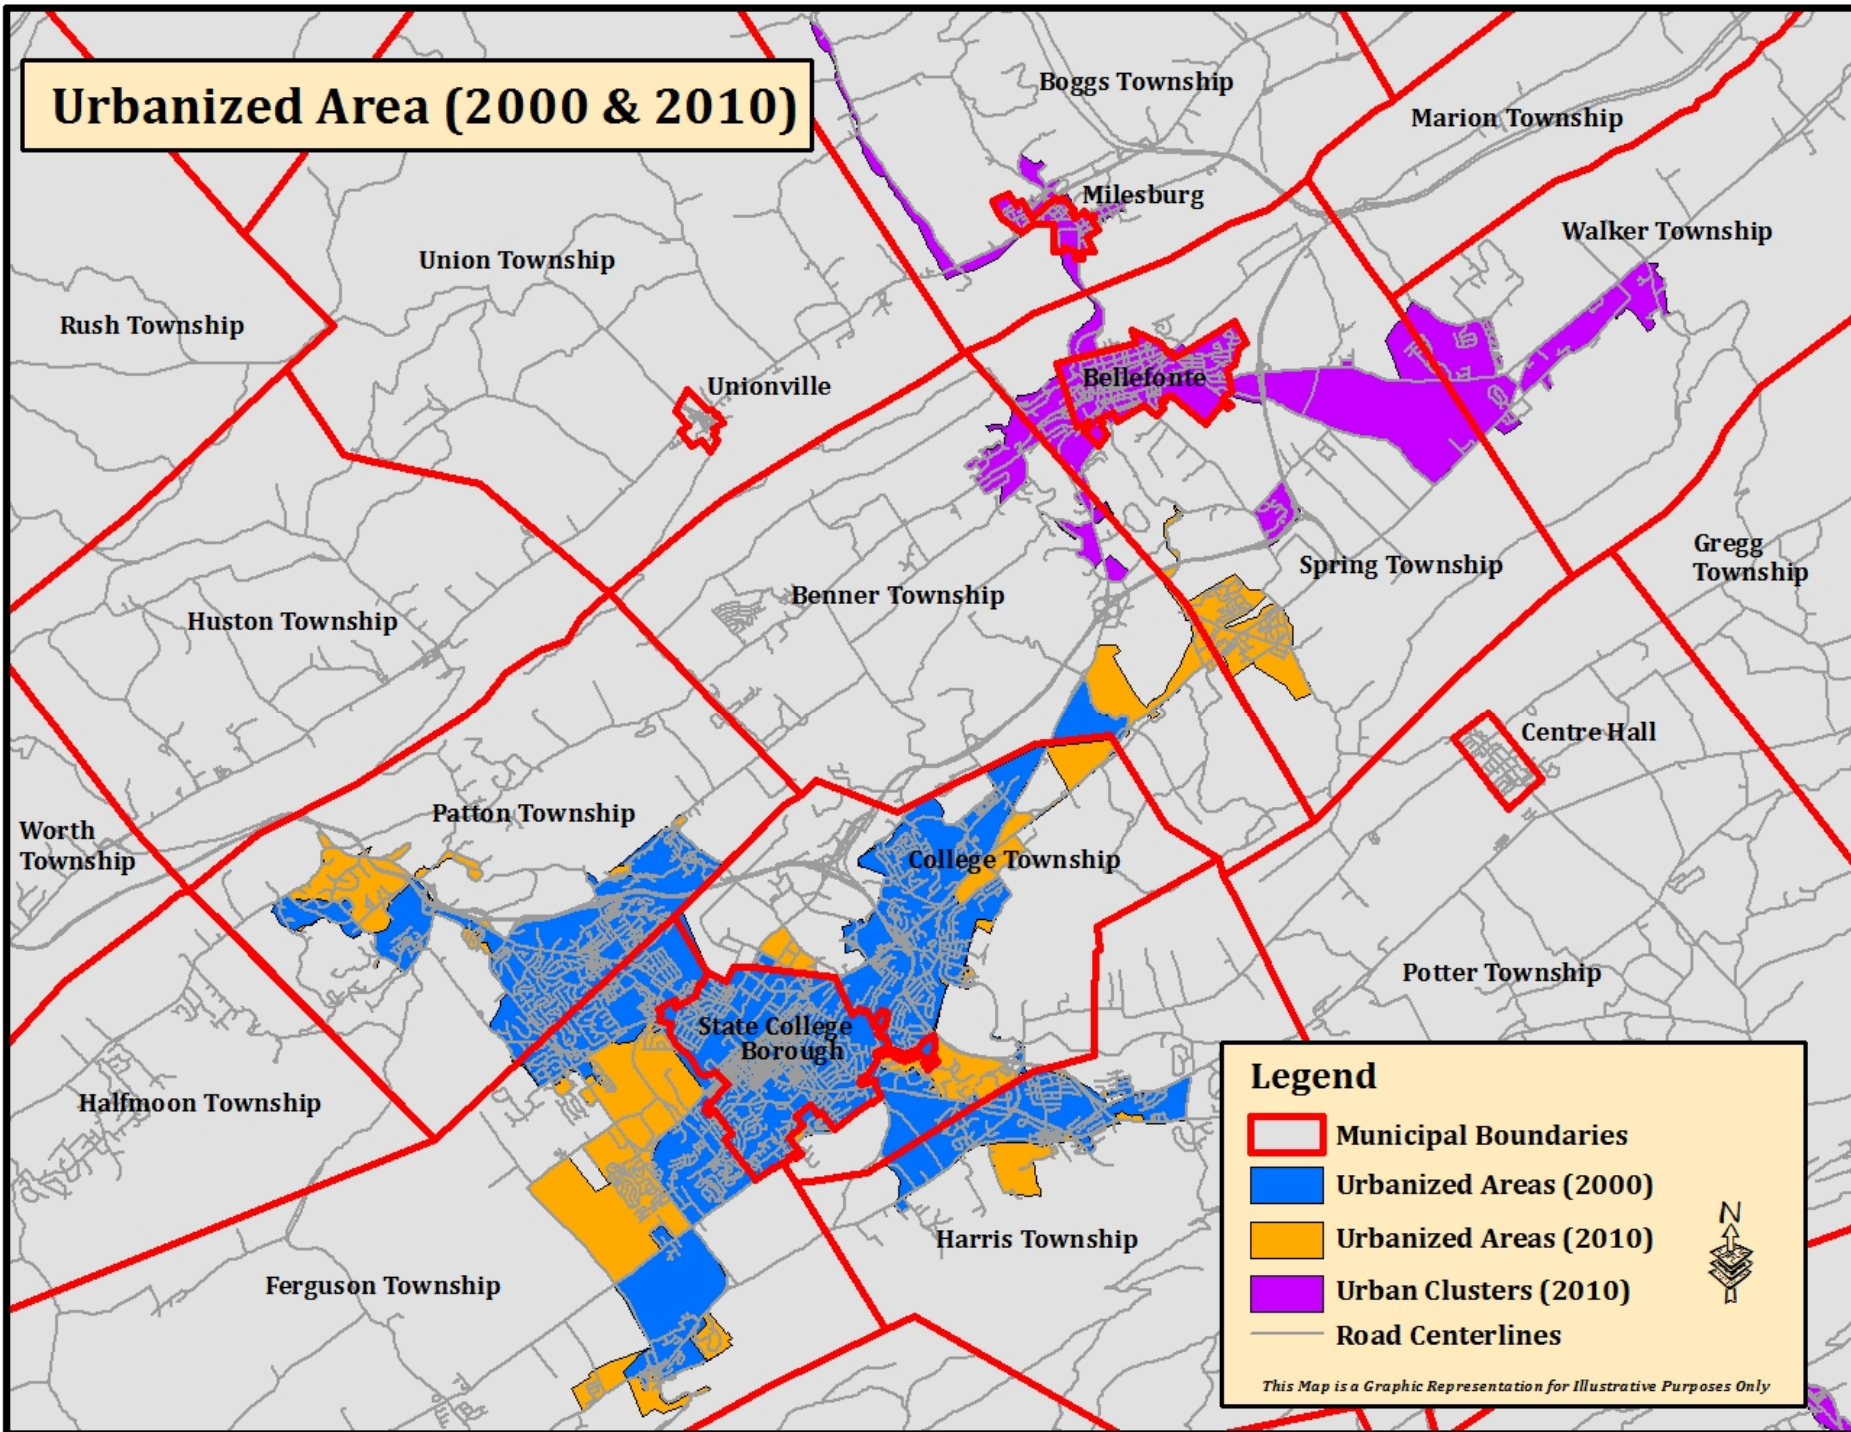 Urbanized Area (2000 & 2010)
Boggs Township
Marion Township
Milesburg
Walker Township
Union Township
Rush Township
Unionville
Bellefonte
Gregg
Township
Spring Township
Benner Township
Huston Township
Centre Hall
Patton Township
Worth
Township
College Township
Potter Township
State College
Borough
Halfmoon Township
Harris Township
Ferguson Township
Legend
Municipal Boundaries
Urbanized Areas (2000)
Urbanized Areas (2010)
Urban Clusters (2010)
Road Centerlines
N
This Map is a Graphic Representation for Illustrative Purposes Only